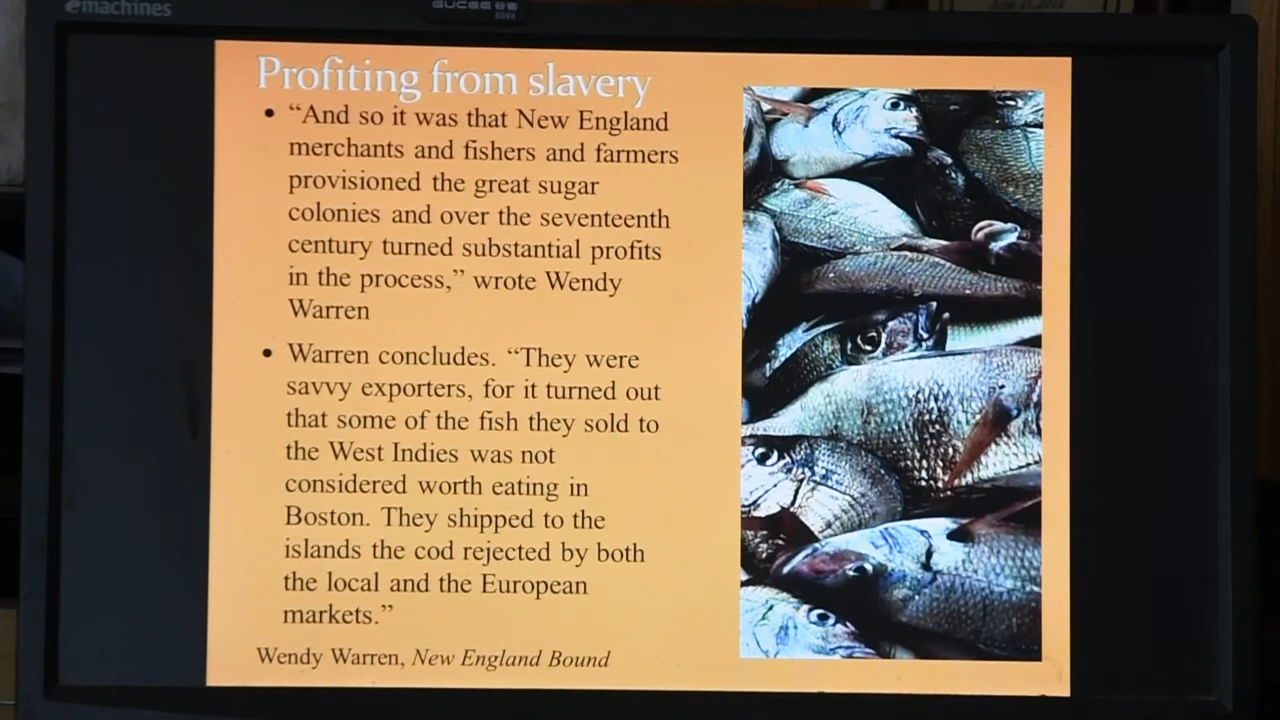 emachines
Profiting from slavery
• “And so it was that New England
merchants and fishers and farmers
provisioned the great sugar
colonies and over the seventeenth
century turned substantial profits
in the process,” wrote Wendy
Warren
• Warren concludes. “They were
savvy exporters, for it turned out
that some of the fish they sold to
the West Indies was not
considered worth eating in
Boston. They shipped to the
islands the cod rejected by both
the local and the European
markets.”
Wendy Warren, New England Bound